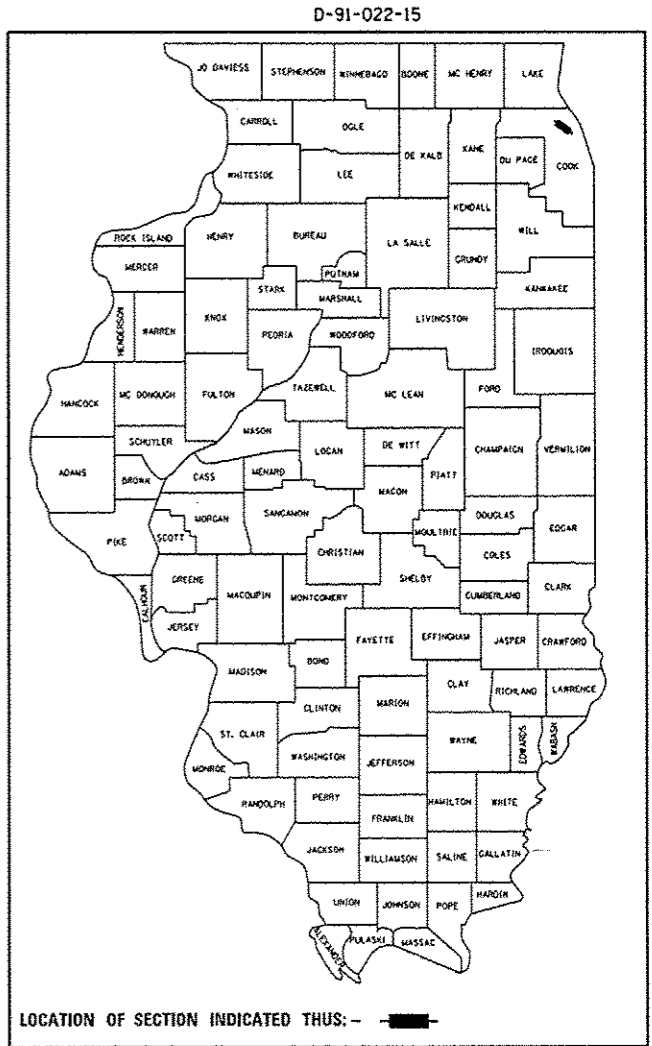 D-91-022-15
JO DAVIESS
STEPHENSON
WINNEBAGO
BOONE
MC HENRY
LAKE
CARROLL
OGLE
DE KALB
KANE
DU PAGE
COOK
WHITESIDE
LEE
KENDALL
WILL
ROCK ISLAND
HENRY
BUREAU
LA SALLE
GRUNDY
MERCER
PUTNAM
KANKAKEE
STARK
MARSHALL
HENDERSON
WARREN
KNOX
PEORIA
WOODFORD
LIVINGSTON
IROQUOIS
HANCOCK
MC DONOUGH
FULTON
TAZEWELL
MC LEAN
FORD
MASON
SCHUYLER
LOGAN
DE WITT
CHAMPAIGN
VERMILION
ADAMS
BROWN
CASS
MENARD
MACON
PIATT
PIKE
SCOTT
MORGAN
SANGAMON
CHRISTIAN
MOULTRIE
DOUGLAS
EDGAR
COLES
CALHOUN
GREENE
MACOUPIN
MONTGOMERY
SHELBY
CUMBERLAND
CLARK
JERSEY
FAYETTE
EFFINGHAM
JASPER
CRAWFORD
MADISON
BOND
CLAY
RICHLAND
LAWRENCE
CLINTON
MARION
ST. CLAIR
WAYNE
EDWARDS
WABASH
MONROE
WASHINGTON
JEFFERSON
RANDOLPH
PERRY
HAMILTON
WHITE
FRANKLIN
JACKSON
WILLIAMSON
SALINE
GALLATIN
UNION
JOHNSON
POPE
HARDIN
ALEXANDER
PULASKI
MASSAC
LOCATION OF SECTION INDICATED THUS: -